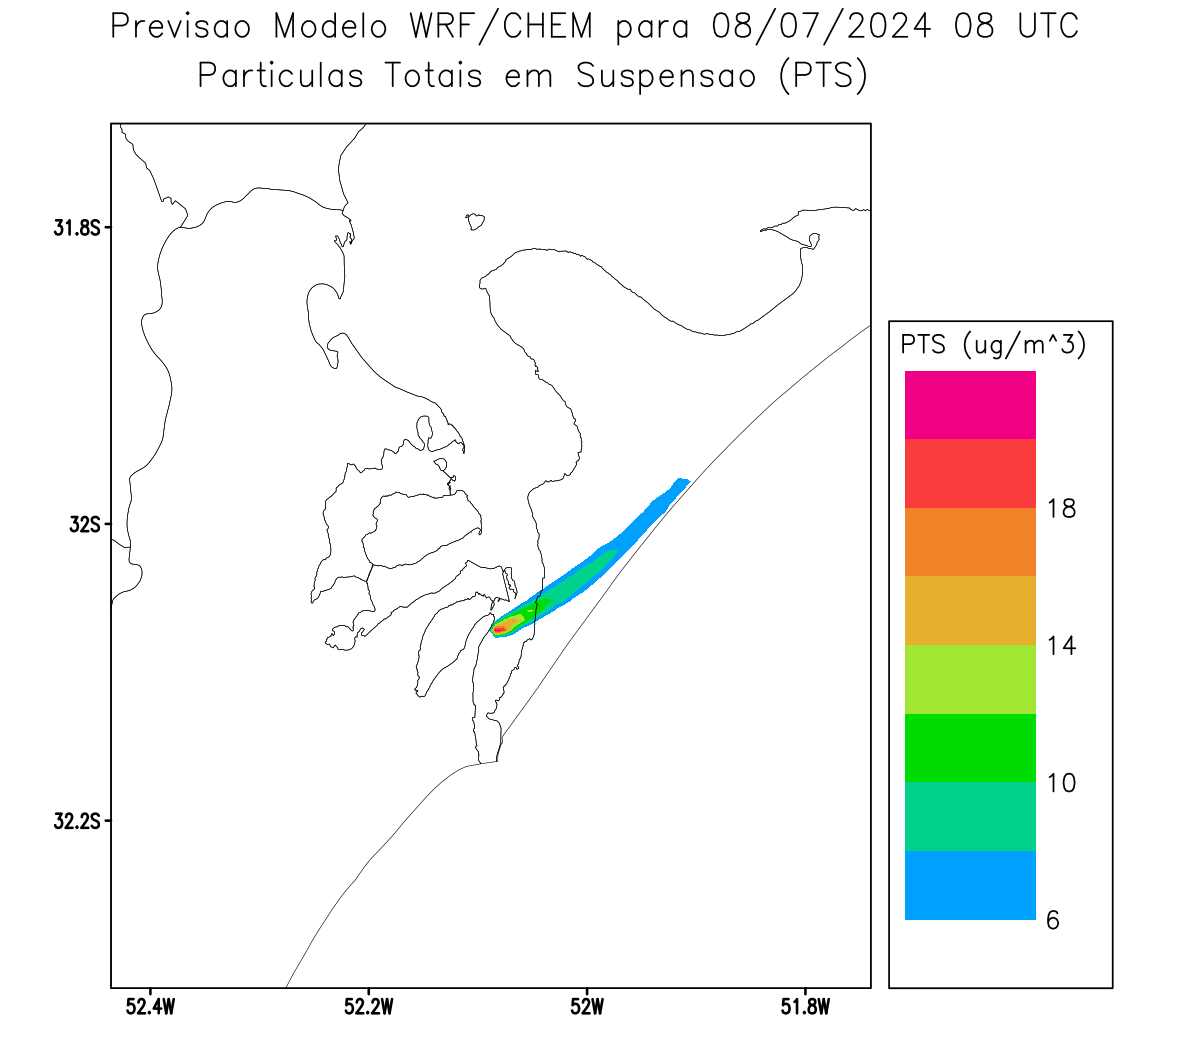 Previsao Modelo WRF/CHEM para 08/07/2024 08 UTC
Particulas Totais em Suspensao (PTS)
31.8S
32S
32.2S
52.4W
52.2W
52W
51.8W
PTS (ug/m^3)
18
14
10
6